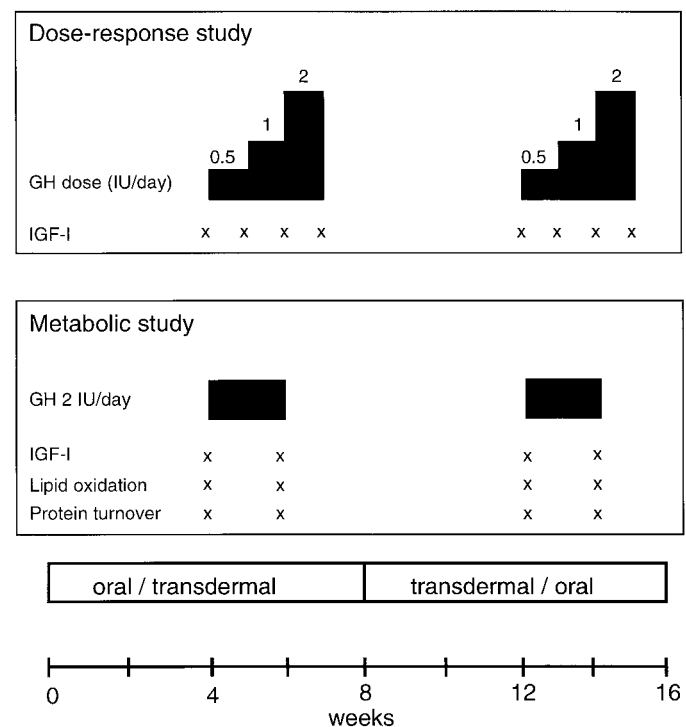 Dose-response study
2 2
1 1
0.5 0.5
GH dose (IU/day)
IGF-I x x x x x x x x
Metabolic study
GH 2 IU/day
IGF-I x x x x
Lipid oxidation x x x x
Protein turnover x x x x
oral / transdermal transdermal / oral
0 4 8 12 16
weeks